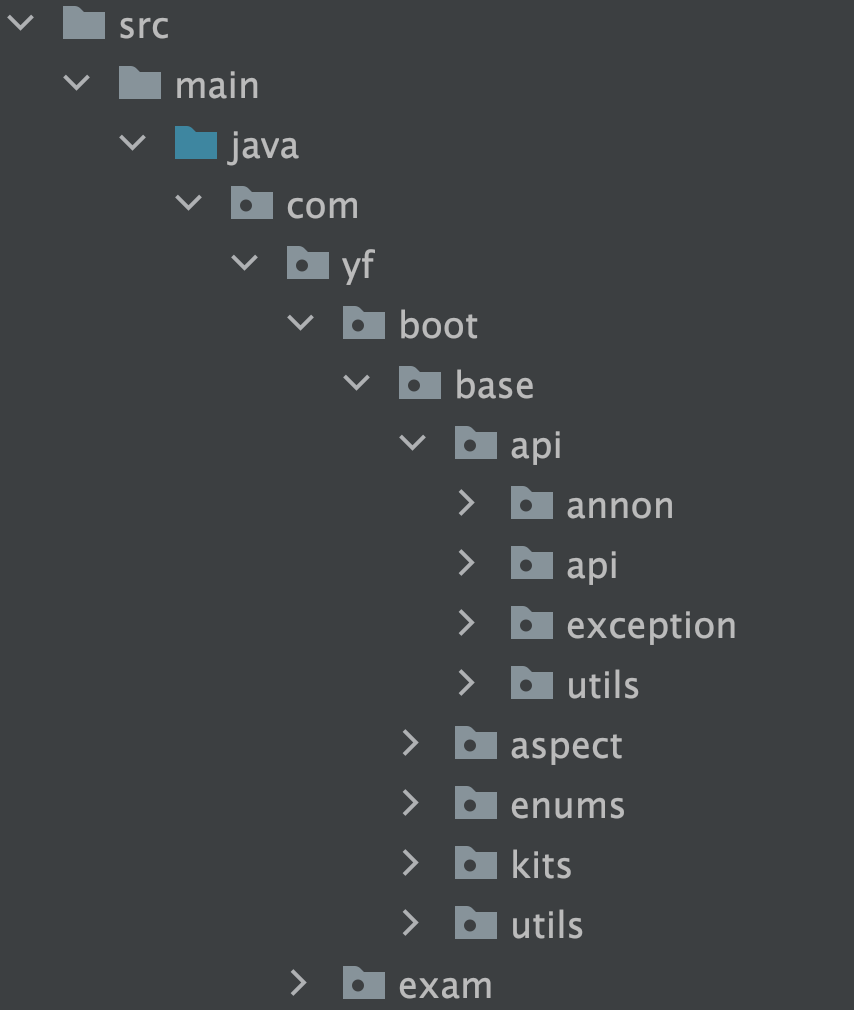 src
main
java
com
yf
boot
base
api
annon
api
exception
utils
aspect
enums
kits
utils
exam